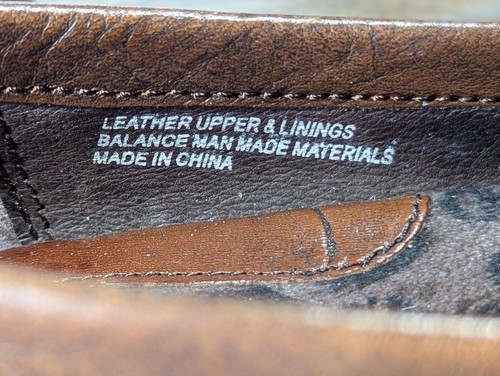 LEATHER UPPER & LININGS
BALANCE MAN MADE MATERIALS
MADE IN CHINA